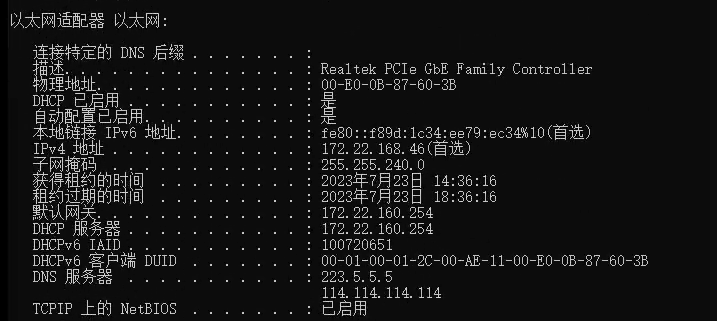 以太网适配器 以太网:
连接特定的 DNS 后缀 . . . . . . . :
描述. . . . . . . . . . . . . . . : Realtek PCIe GbE Family Controller
物理地址. . . . . . . . . . . . . : 00-E0-0B-87-60-3B
DHCP 已启用 . . . . . . . . . . . : 是
自动配置已启用. . . . . . . . . . : 是
本地链接 IPv6 地址. . . . . . . . : fe80::f89d:1c34:ee79:ec34%10(首选)
IPv4 地址 . . . . . . . . . . . . : 172.22.168.46(首选)
子网掩码 . . . . . . . . . . . . : 255.255.240.0
获得租约的时间 . . . . . . . . . : 2023年7月23日 14:36:16
租约过期的时间 . . . . . . . . . : 2023年7月23日 18:36:16
默认网关. . . . . . . . . . . . . : 172.22.160.254
DHCP 服务器 . . . . . . . . . . . : 172.22.160.254
DHCPv6 IAID . . . . . . . . . . . : 100720651
DHCPv6 客户端 DUID . . . . . . . : 00-01-00-01-2C-00-AE-11-00-E0-0B-87-60-3B
DNS 服务器 . . . . . . . . . . . : 223.5.5.5
114.114.114.114
TCPIP 上的 NetBIOS . . . . . . . : 已启用